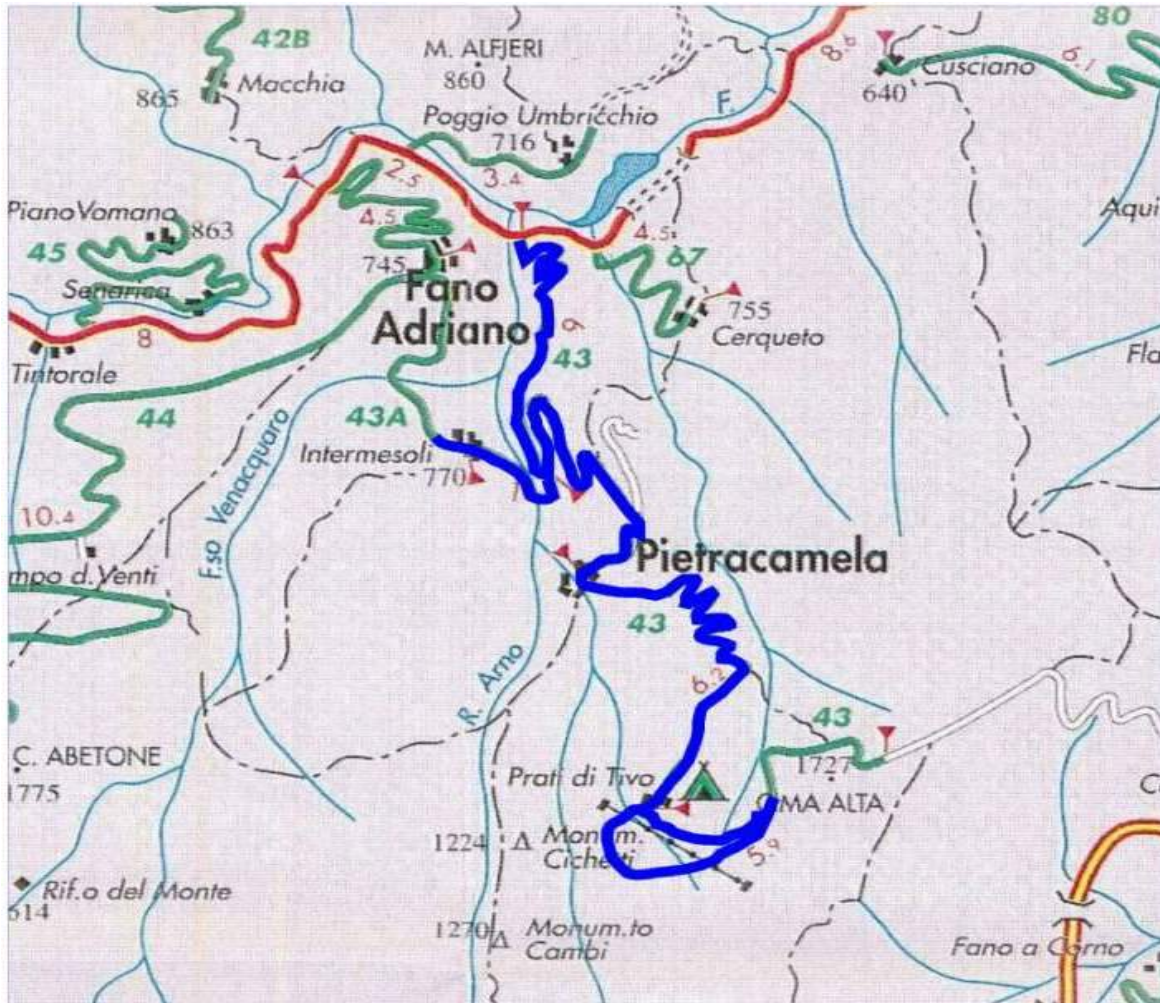 42B
80
M. ALFJERI
860
8.6
Cusciano
6.1
640
Macchia
865
F.
Poggio Umbricchio
716
2.5
3.4
Piano Vomano
863
4.5
4.5
67
Aqui
45
745
Senarica
Fano
Adriano
755
Cerqueto
9
8
43
Tintorale
Fla
44
43A
Intermesoli
770
F.so Venacquaro
10.4
Pietracamela
mpo d. Venti
43
R. Arno
6.2
43
C. ABETONE
1775
Prati di Tivo
1727
MA ALTA
1224
Monum.
Cichetti
5.9
Rif.o del Monte
614
1270
Monum.to
Cambi
Fano a Corno